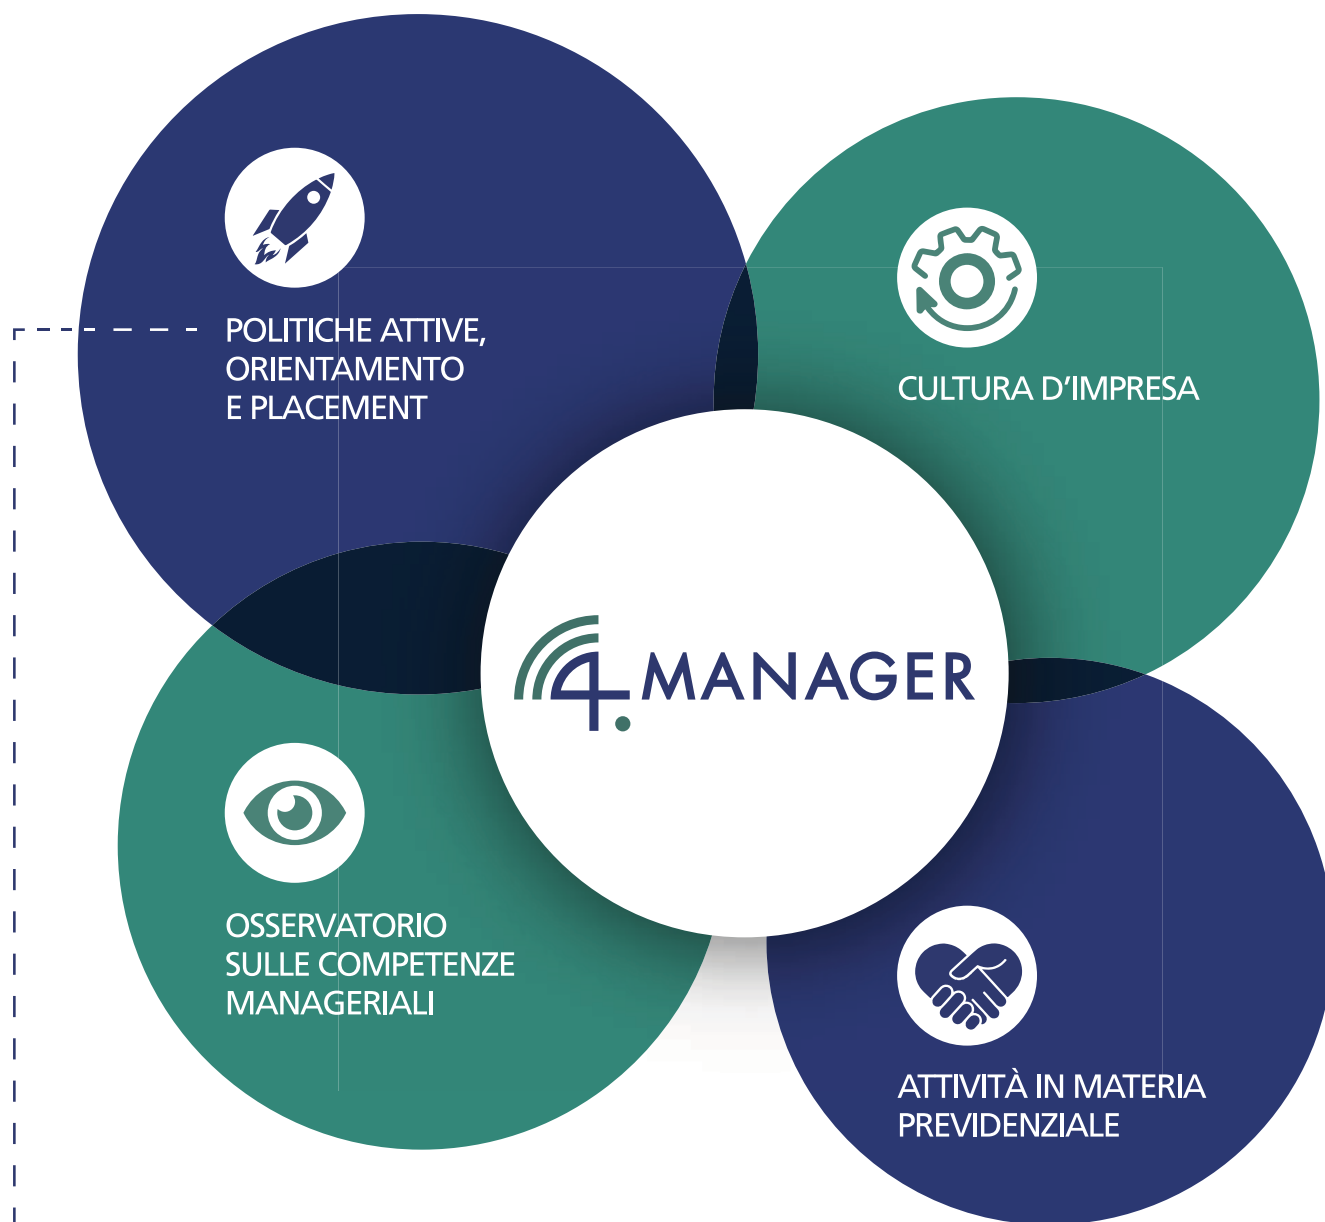 POLITICHE ATTIVE,
ORIENTAMENTO
E PLACEMENT
CULTURA D'IMPRESA
4.MANAGER
OSSERVATORIO
SULLE COMPETENZE
MANAGERIALI
ATTIVITÀ IN MATERIA
PREVIDENZIALE